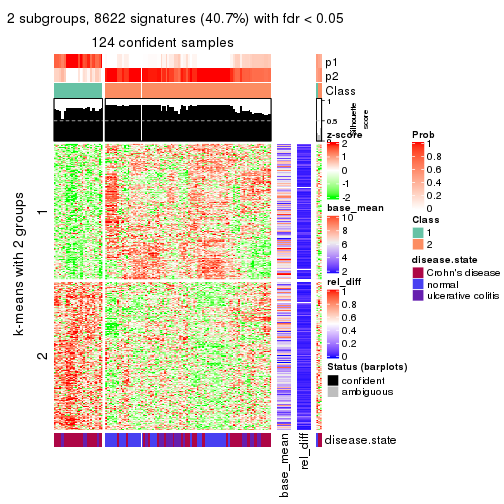 2 subgroups, 8622 signatures (40.7%) with fdr < 0.05
124 confident samples
p1
p2
Class
1
0.5
0
Silhouette
score
k-means with 2 groups
1
2
base_mean
rel_diff
disease.state
z-score
2
1
0
-1
-2
base_mean
10
8
6
4
2
rel_diff
1
0.8
0.6
0.4
0.2
0
Status (barplots)
confident
ambiguous
Prob
1
0.8
0.6
0.4
0.2
0
Class
1
2
disease.state
Crohn's disease
normal
ulcerative colitis